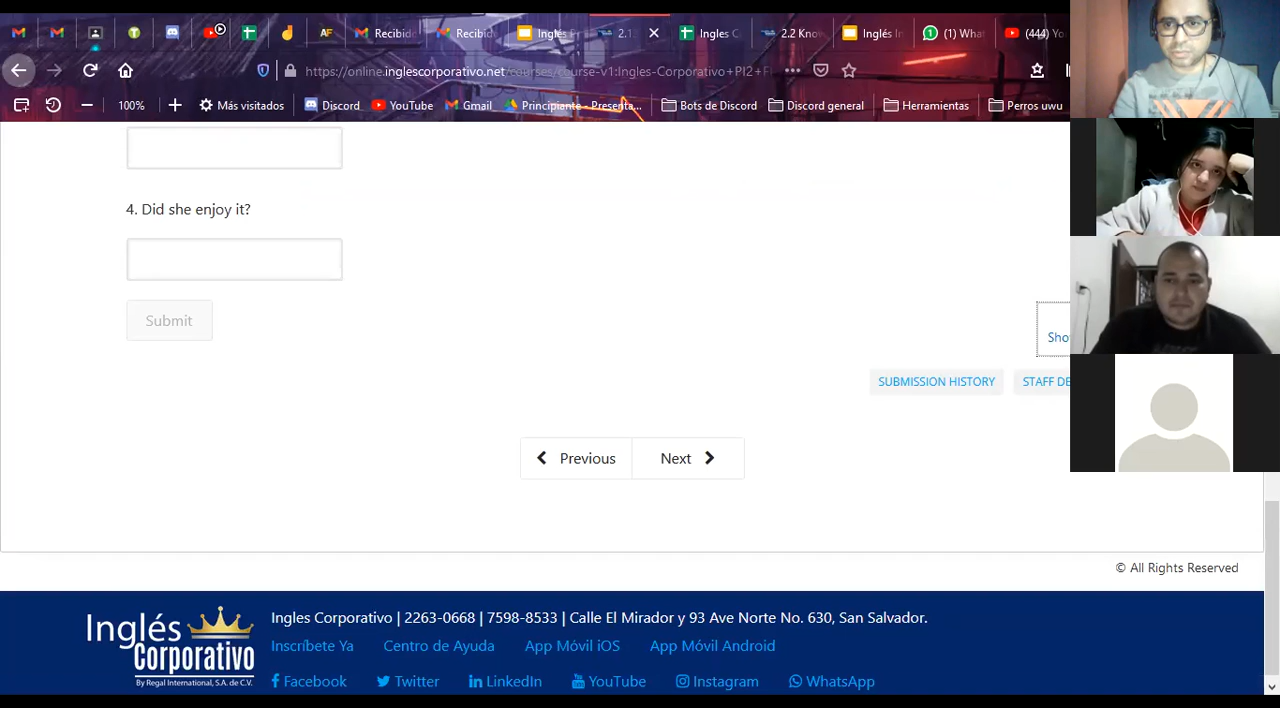 Recibido
Recibid
Inglés P
2.1
Ingles C
2.2 Know
Inglés In
(1) Wha
(444) Yo
https://online.inglescorporativo.net/courses/course-v1:Ingles-Corporativo+PI2+F
100%
Más visitados
Discord
YouTube
Gmail
Principiante - Presenta...
Bots de Discord
Discord general
Herramientas
Perros uwu
4. Did she enjoy it?
Submit
Sho
SUBMISSION HISTORY
STAFF DE
Previous
Next
© All Rights Reserved
Inglés
Corporativo
By Regal International, S.A. de C.V.
Ingles Corporativo | 2263-0668 | 7598-8533 | Calle El Mirador y 93 Ave Norte No. 630, San Salvador.
Inscríbete Ya
Centro de Ayuda
App Móvil iOS
App Móvil Android
Facebook
Twitter
LinkedIn
YouTube
Instagram
WhatsApp